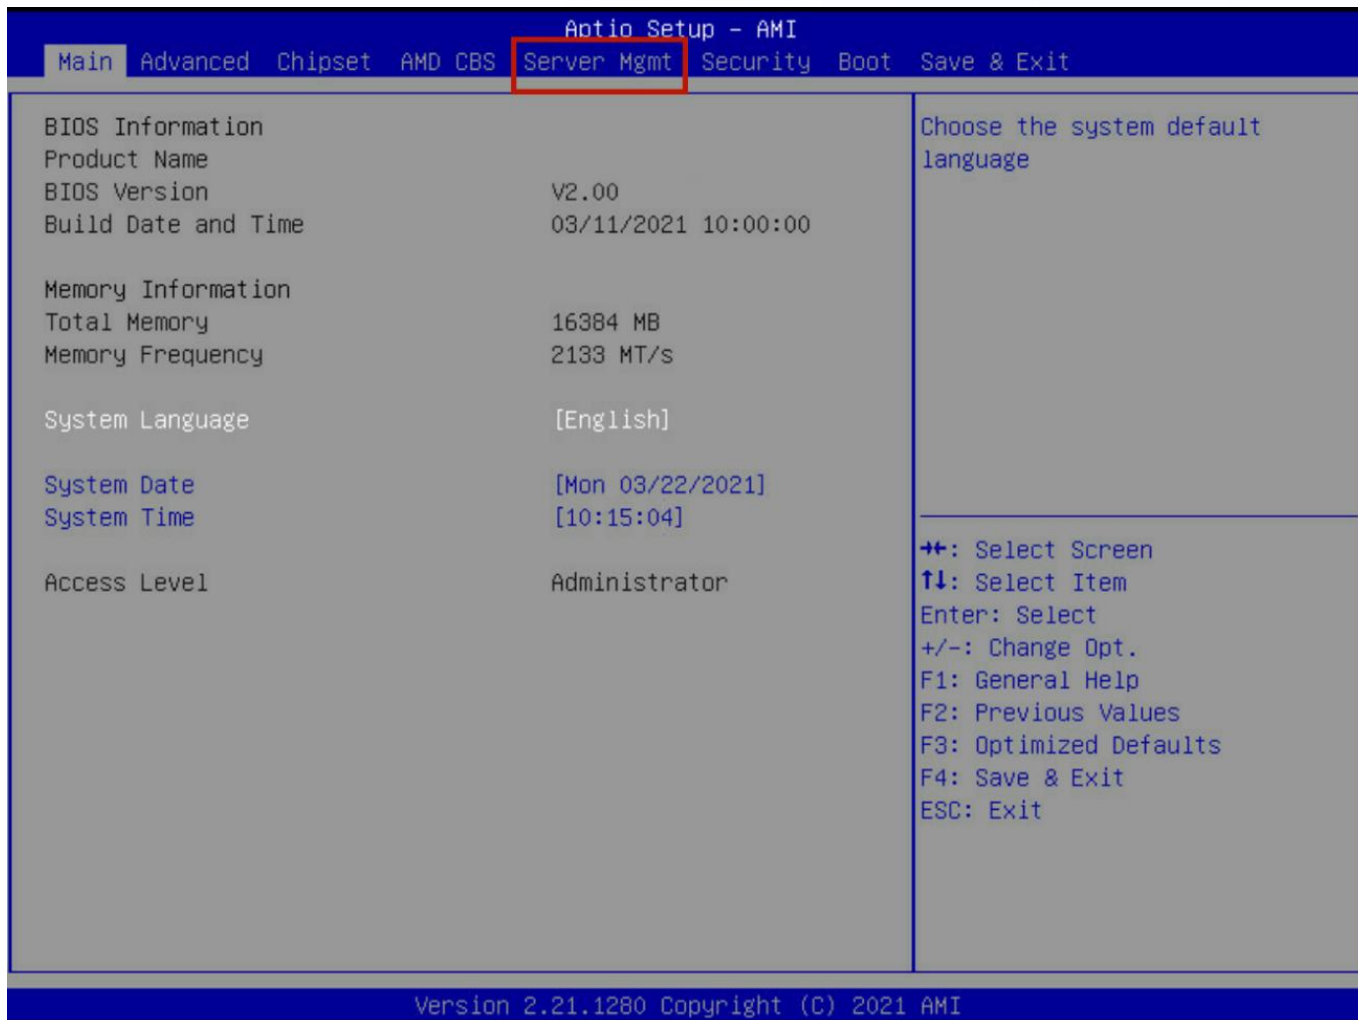 Aptio Setup - AMI
Main Advanced Chipset AMD CBS Server Mgmt Security Boot Save & Exit
BIOS Information
Product Name
BIOS Version V2.00
Build Date and Time 03/11/2021 10:00:00
Memory Information
Total Memory 16384 MB
Memory Frequency 2133 MT/s
System Language [English]
System Date [Mon 03/22/2021]
System Time [10:15:04]
Access Level Administrator
Choose the system default
language
→←: Select Screen
↑↓: Select Item
Enter: Select
+/-: Change Opt.
F1: General Help
F2: Previous Values
F3: Optimized Defaults
F4: Save & Exit
ESC: Exit
Version 2.21.1280 Copyright (C) 2021 AMI